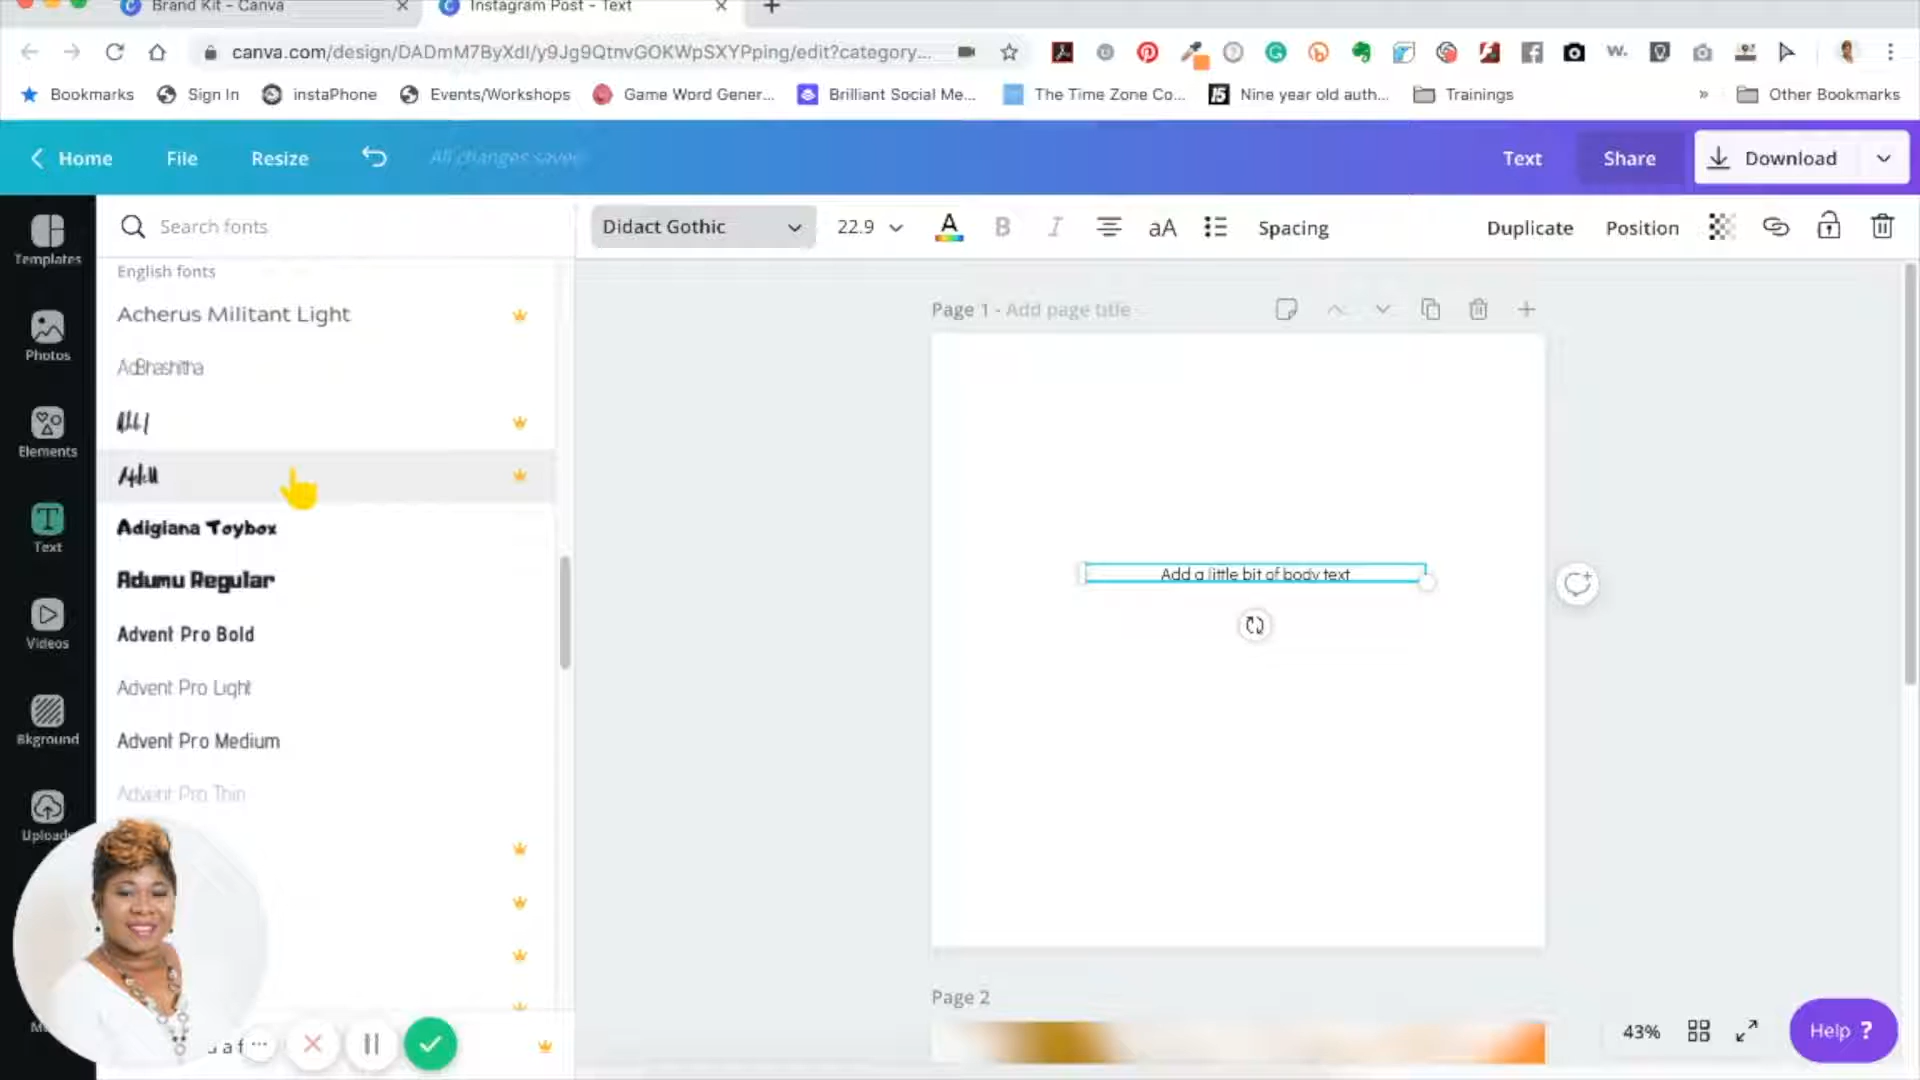 Brand Kit - Canva
Instagram Post - Text
canva.com/design/DADmM7ByXdI/y9Jg9QtnvGOKWpSXYPping/edit?category...
Bookmarks
Sign In
instaPhone
Events/Workshops
Game Word Gener...
Brilliant Social Me...
The Time Zone Co...
Nine year old auth...
Trainings
»
Other Bookmarks
Home
File
Resize
All changes saved
Text
Share
Download
Templates
Photos
Elements
Text
Videos
Bkground
Search fonts
English fonts
Acherus Militant Light
AdBhashitha
Adigiana Toybox
Adumu Regular
Advent Pro Bold
Advent Pro Light
Advent Pro Medium
Advent Pro Thin
Didact Gothic
22.9
A
B
I
aA
Spacing
Duplicate
Position
Page 1 - Add page title
Add a little bit of body text
Page 2
43%
Help ?